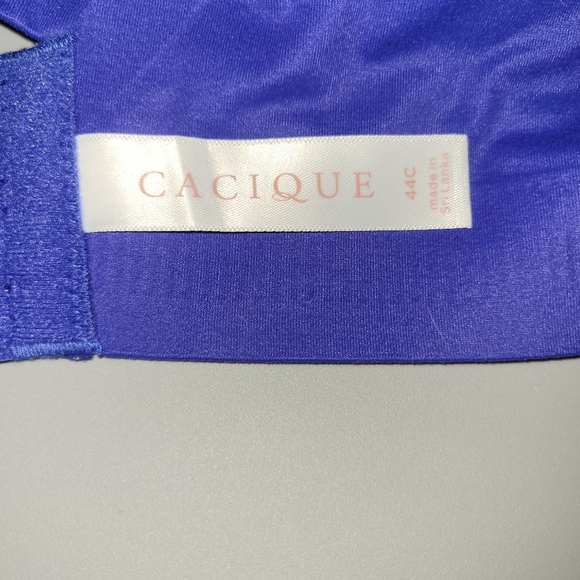 CACIQUE
44C
made in
Sri Lanka